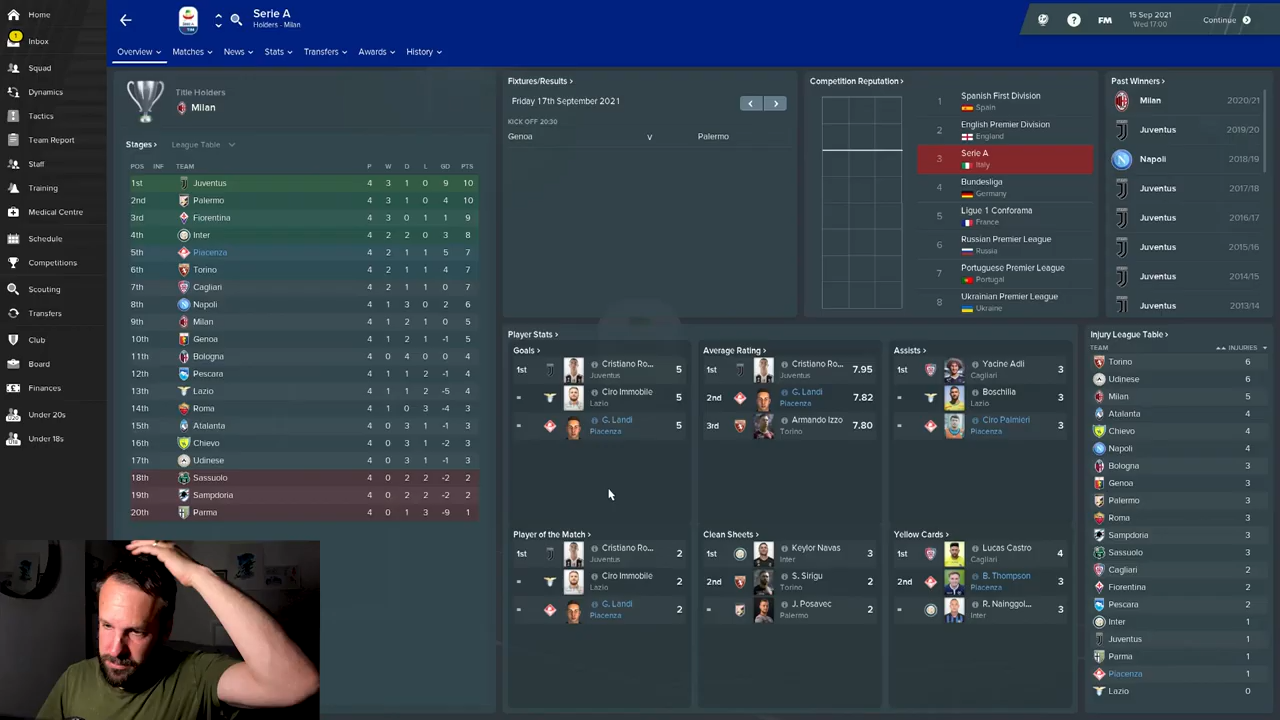 Home
Inbox
1
Squad
Dynamics
Tactics
Team Report
Staff
Training
Medical Centre
Schedule
Competitions
Scouting
Transfers
Club
Board
Finances
Under 20s
Under 18s
Serie A
Holders - Milan
FM
15 Sep 2021
Wed 17:00
Continue
Overview
Matches
News
Stats
Transfers
Awards
History
Title Holders
Milan
Stages
League Table
POS INF TEAM P W D L GD PTS
1st Juventus 4 3 1 0 9 10
2nd Palermo 4 3 1 0 4 10
3rd Fiorentina 4 3 0 1 1 9
4th Inter 4 2 2 0 3 8
5th Piacenza 4 2 1 1 5 7
6th Torino 4 2 1 1 4 7
7th Cagliari 4 2 1 1 0 7
8th Napoli 4 1 3 0 2 6
9th Milan 4 1 2 1 0 5
10th Genoa 4 1 2 1 -1 5
11th Bologna 4 0 4 0 0 4
12th Pescara 4 1 1 2 -1 4
13th Lazio 4 1 1 2 -5 4
14th Roma 4 1 0 3 -4 3
15th Atalanta 4 0 3 1 -1 3
16th Chievo 4 0 3 1 -2 3
17th Udinese 4 0 3 1 -1 3
18th Sassuolo 4 0 2 2 -2 2
19th Sampdoria 4 0 2 2 -2 2
20th Parma 4 0 1 3 -9 1
Fixtures/Results
Friday 17th September 2021
KICK OFF 20:30
Genoa v Palermo
Competition Reputation
1 Spanish First Division
Spain
2 English Premier Division
England
3 Serie A
Italy
4 Bundesliga
Germany
5 Ligue 1 Conforama
France
6 Russian Premier League
Russia
7 Portuguese Premier League
Portugal
8 Ukrainian Premier League
Ukraine
Past Winners
Milan 2020/21
Juventus 2019/20
Napoli 2018/19
Juventus 2017/18
Juventus 2016/17
Juventus 2015/16
Juventus 2014/15
Juventus 2013/14
Player Stats
Goals
1st Cristiano Ro... 5
Juventus
= Ciro Immobile 5
Lazio
= G. Landi 5
Piacenza
Average Rating
1st Cristiano Ro... 7.95
Juventus
2nd G. Landi 7.82
Piacenza
3rd Armando Izzo 7.80
Torino
Assists
1st Yacine Adli 3
Cagliari
= Boschilia 3
Lazio
= Ciro Palmieri 3
Piacenza
Player of the Match
1st Cristiano Ro... 2
Juventus
= Ciro Immobile 2
Lazio
= G. Landi 2
Piacenza
Clean Sheets
1st Keylor Navas 3
Inter
2nd S. Sirigu 2
Torino
= J. Posavec 2
Palermo
Yellow Cards
1st Lucas Castro 4
Cagliari
2nd B. Thompson 3
Piacenza
= R. Nainggol... 3
Inter
Injury League Table
TEAM INJURIES
Torino 6
Udinese 6
Milan 5
Atalanta 4
Chievo 4
Napoli 4
Bologna 3
Genoa 3
Palermo 3
Roma 3
Sampdoria 3
Sassuolo 3
Cagliari 2
Fiorentina 2
Pescara 2
Inter 1
Juventus 1
Parma 1
Piacenza 1
Lazio 0